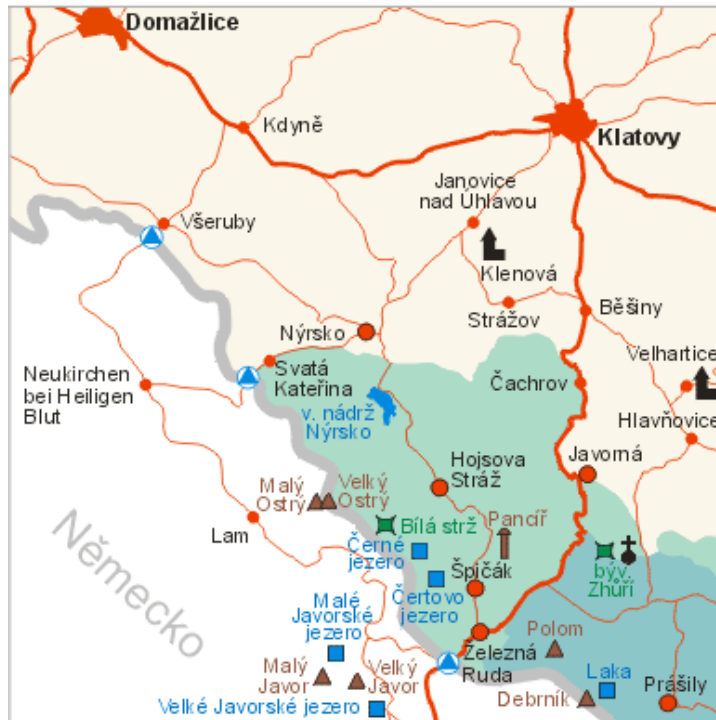 Domažlice
Kdyně
Klatovy
Janovice
nad Úhlavou
Všeruby
Klenová
Strážov
Běšiny
Nýrsko
Svatá
Kateřina
Velhartice
Neukirchen
bei Heiligen
Blut
Čachrov
v. nádrž
Nýrsko
Hlavňovice
Hojsova
Stráž
Javorná
Malý
Ostrý
Velký
Ostrý
Pancíř
Bílá strž
Lam
Německo
Černé
jezero
Špičák
býv.
Zhůří
Čertovo
jezero
Malé
Javorské
jezero
Železná
Ruda
Polom
Malý
Javor
Velký
Javor
Laka
Prášily
Debrník
Velké Javorské jezero